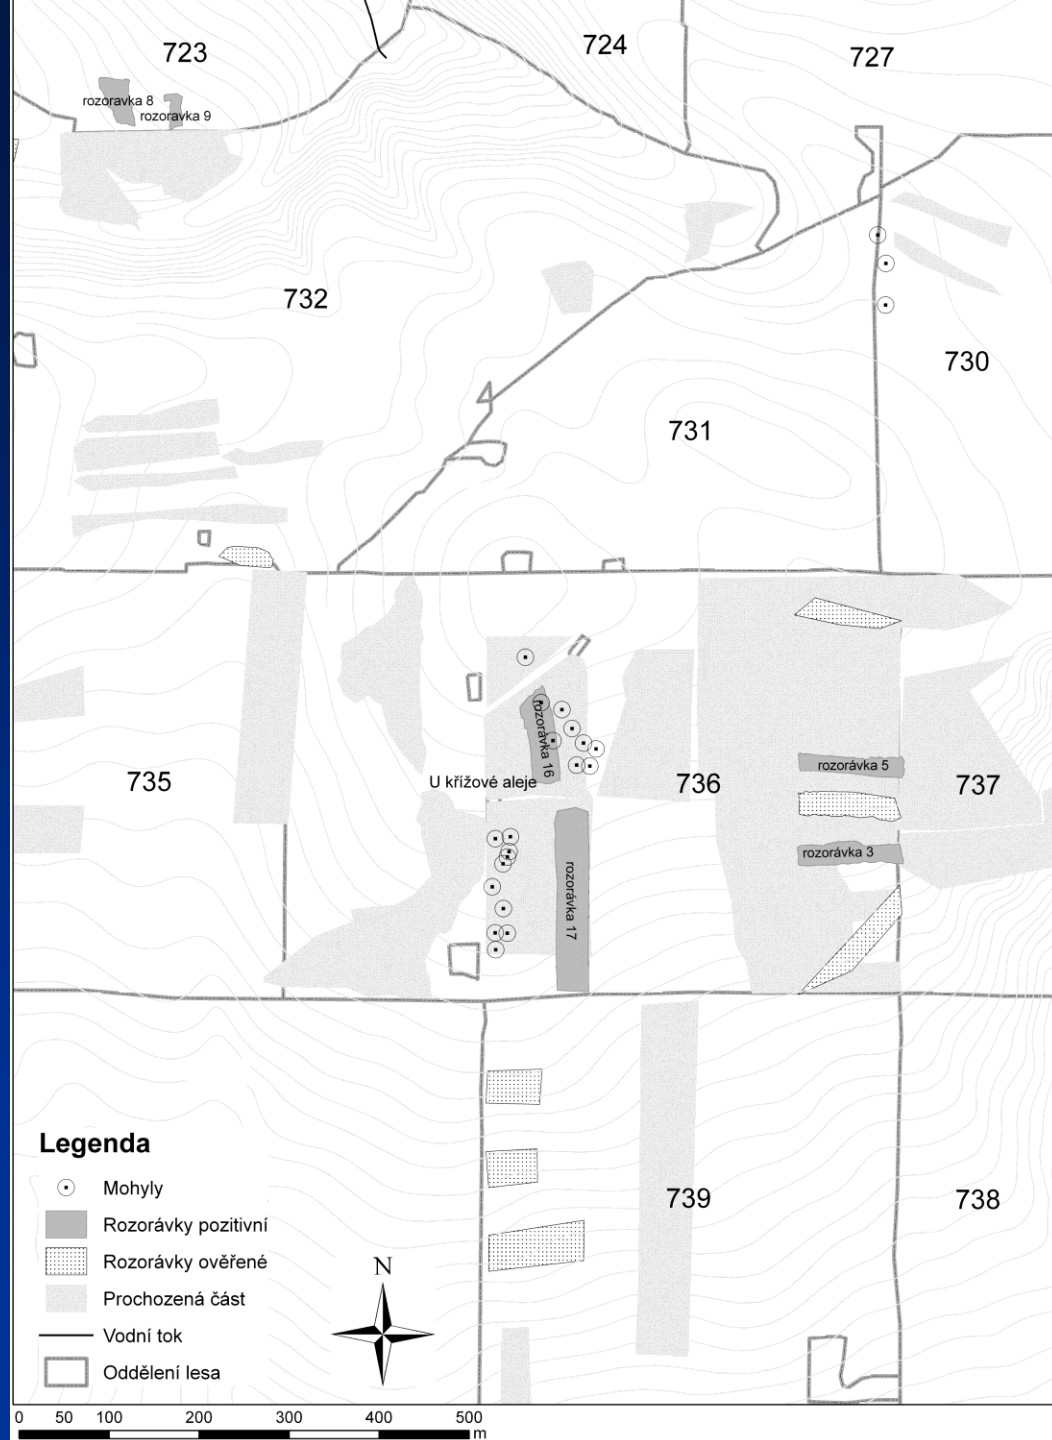 723
724
727
rozoravka 8
rozoravka 9
732
730
731
rozorávka 16
735
U křížové aleje
736
rozorávka 5
737
rozorávka 3
rozorávka 17
Legenda
Mohyly
Rozorávky pozitivní
Rozorávky ověřené
Prochozená část
Vodní tok
Oddělení lesa
N
739
738
0 50 100 200 300 400 500
m